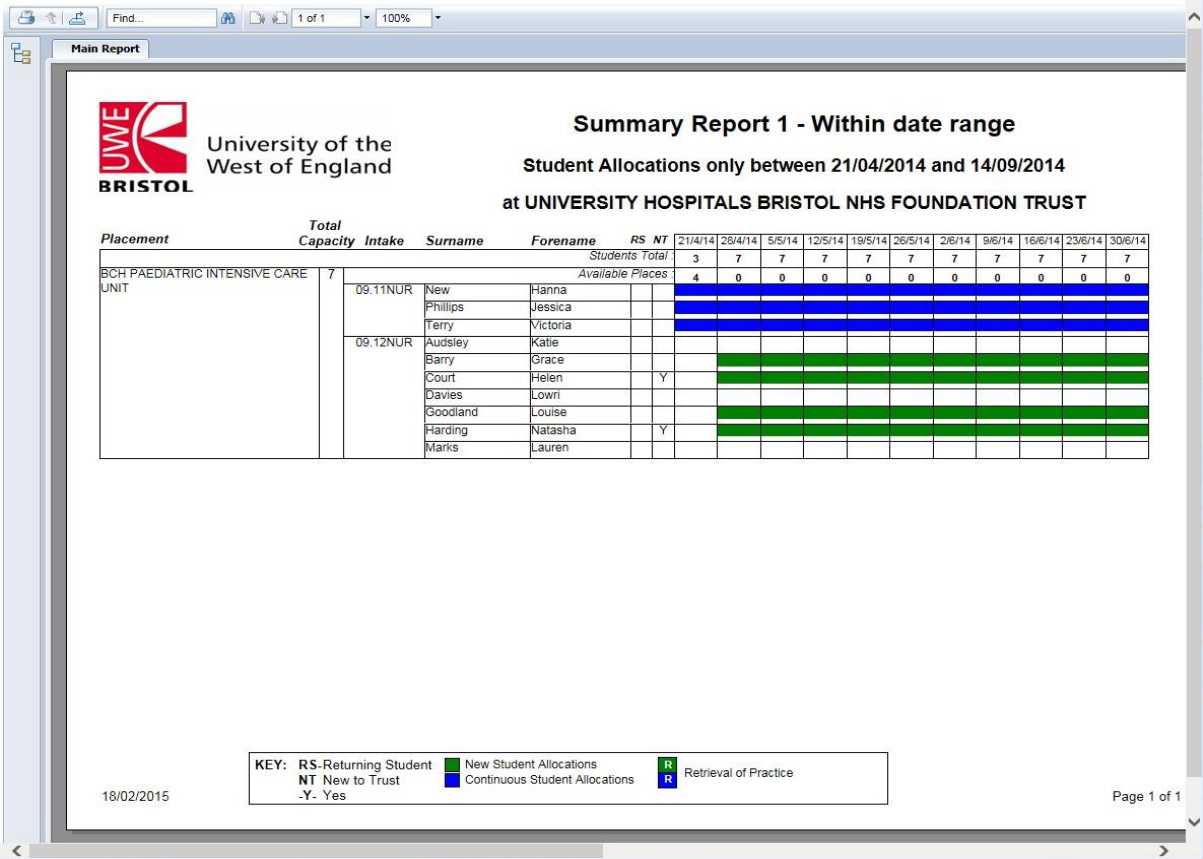 Find...
1 of 1
100%
Main Report
UWE
BRISTOL
University of the
West of England
Summary Report 1 - Within date range
Student Allocations only between 21/04/2014 and 14/09/2014
at UNIVERSITY HOSPITALS BRISTOL NHS FOUNDATION TRUST
Placement Total Capacity Intake Surname Forename RS NT 21/4/14 28/4/14 5/5/14 12/5/14 19/5/14 26/5/14 2/6/14 9/6/14 16/6/14 23/6/14 30/6/14
Students Total : 3 7 7 7 7 7 7 7 7 7 7
BCH PAEDIATRIC INTENSIVE CARE UNIT 7 Available Places : 4 0 0 0 0 0 0 0 0 0 0
09.11NUR New Hanna
Phillips Jessica
Terry Victoria
09.12NUR Audsley Katie
Barry Grace
Court Helen Y
Davies Lowri
Goodland Louise
Harding Natasha Y
Marks Lauren
KEY: RS-Returning Student New Student Allocations R Retrieval of Practice
NT New to Trust Continuous Student Allocations R
-Y- Yes
18/02/2015
Page 1 of 1